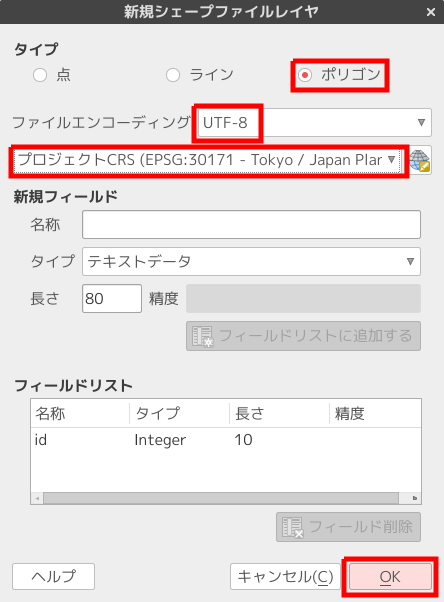 新規シェープファイルレイヤ
タイプ
点 ライン ポリゴン
ファイルエンコーディング UTF-8
プロジェクトCRS (EPSG:30171 - Tokyo / Japan Plar
新規フィールド
名称
タイプ テキストデータ
長さ 80 精度
フィールドリストに追加する
フィールドリスト
名称 タイプ 長さ 精度
id Integer 10
フィールド削除
ヘルプ キャンセル(C) OK